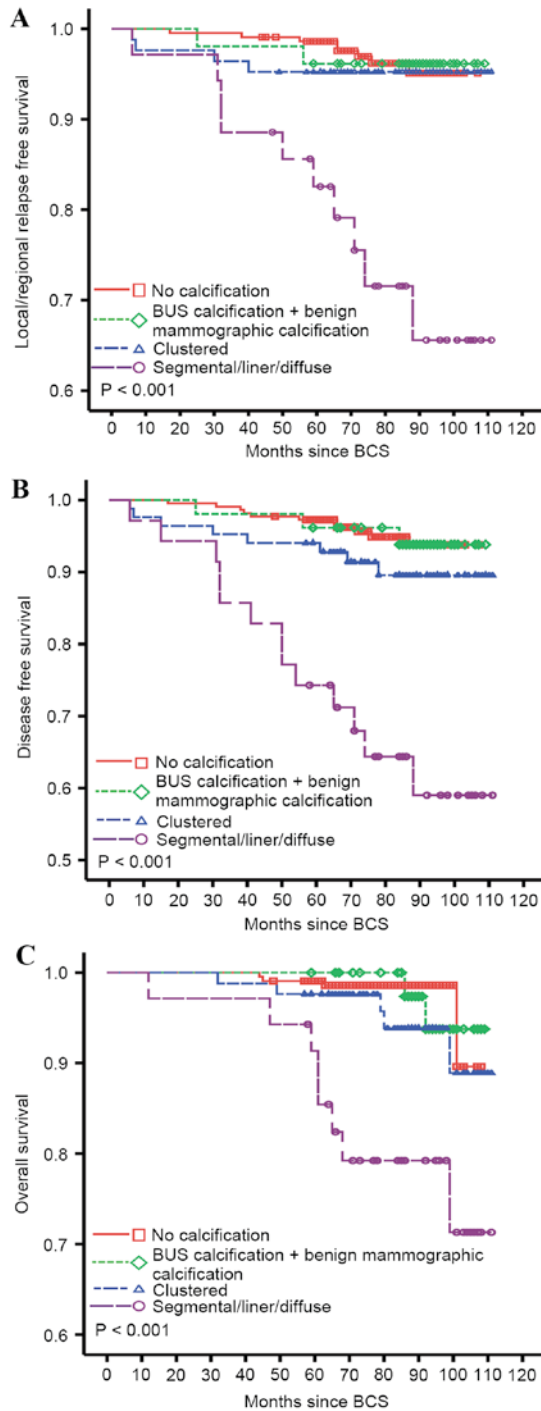 A
1.0
0.9
0.8
0.7
0.6
Local/regional relapse free survival
No calcification
BUS calcification + benign
mammographic calcification
Clustered
Segmental/liner/diffuse
P < 0.001
0 10 20 30 40 50 60 70 80 90 100 110 120
Months since BCS
B
1.0
0.9
0.8
0.7
0.6
0.5
Disease free survival
No calcification
BUS calcification + benign
mammographic calcification
Clustered
Segmental/liner/diffuse
P < 0.001
0 10 20 30 40 50 60 70 80 90 100 110 120
Months since BCS
C
1.0
0.9
0.8
0.7
0.6
Overall survival
No calcification
BUS calcification + benign mammographic
calcification
Clustered
Segmental/liner/diffuse
P < 0.001
0 10 20 30 40 50 60 70 80 90 100 110 120
Months since BCS